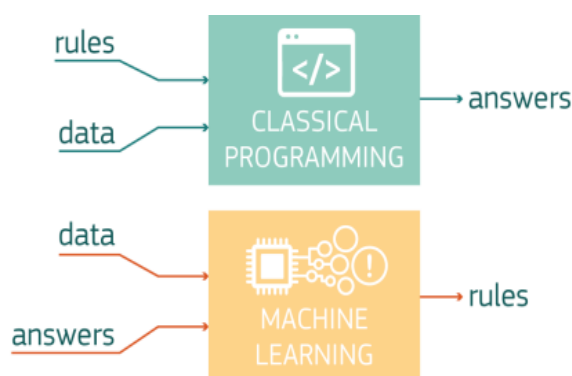 rules
data
</>
CLASSICAL
PROGRAMMING
answers
data
answers
!
MACHINE
LEARNING
rules